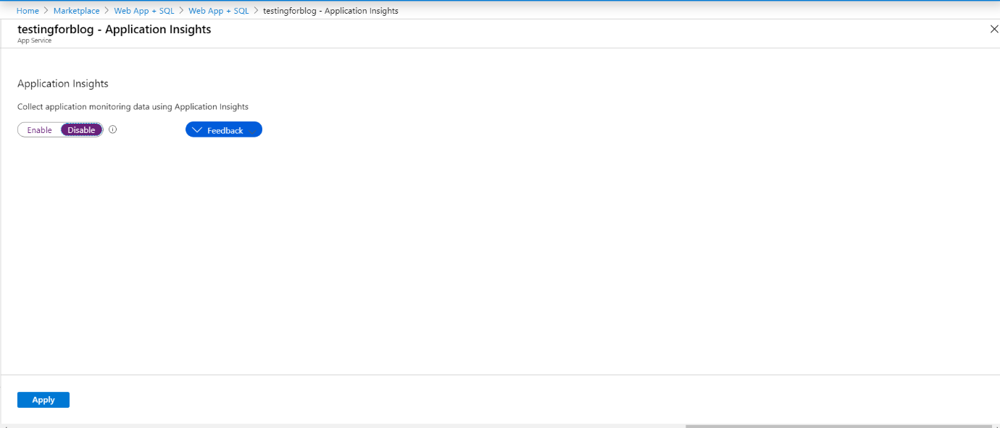 Home > Marketplace > Web App + SQL > Web App + SQL > testingforblog - Application Insights
testingforblog - Application Insights
App Service
Application Insights
Collect application monitoring data using Application Insights
Enable Disable Feedback
Apply